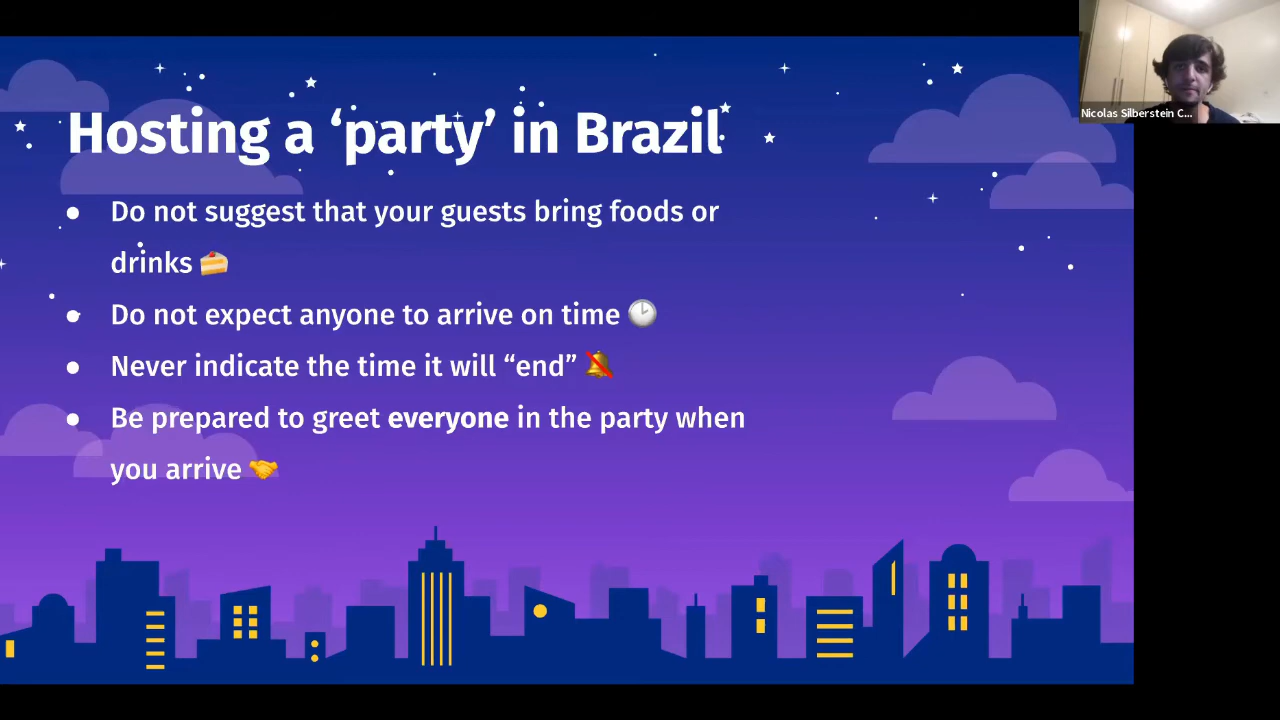 Hosting a ‘party’ in Brazil
● Do not suggest that your guests bring foods or
drinks 🍰
● Do not expect anyone to arrive on time 🕑
● Never indicate the time it will “end” 🔕
● Be prepared to greet everyone in the party when
you arrive 🤝
Nicolas Silberstein C...